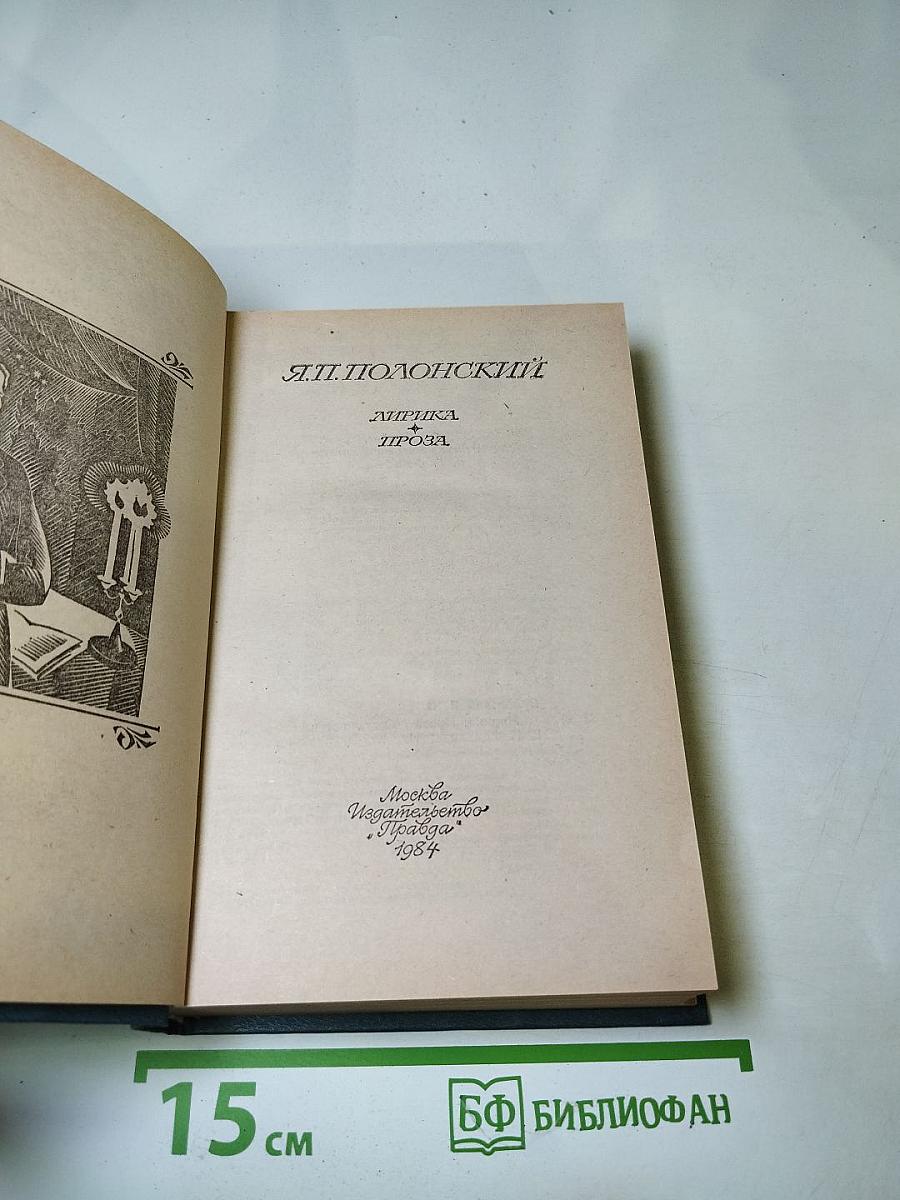 Я.П.ПОЛОНСКИЙ
ЛИРИКА
ПРОЗА
Москва
Издательство
„Правда“
1984
15 см
БФ БИБЛИОФАН